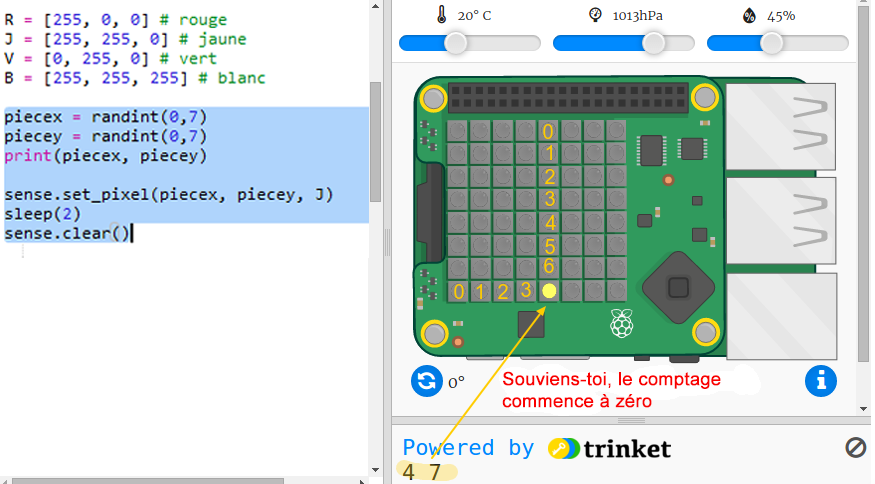 R = [255, 0, 0] # rouge
J = [255, 255, 0] # jaune
V = [0, 255, 0] # vert
B = [255, 255, 255] # blanc
piecex = randint(0,7)
piecey = randint(0,7)
print(piecex, piecey)
sense.set_pixel(piecex, piecey, J)
sleep(2)
sense.clear()
20° C
1013hPa
45%
0
1
2
3
4
5
6
0 1 2 3
0°
Souviens-toi, le comptage
commence à zéro
Powered by trinket
4 7